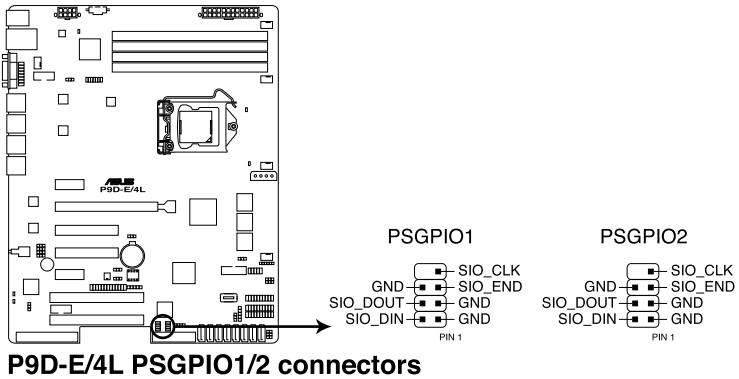 ASUS
P9D-E/4L
PSGPIO1
SIO_CLK
GND SIO_END
SIO_DOUT GND
SIO_DIN GND
PIN 1
PSGPIO2
SIO_CLK
GND SIO_END
SIO_DOUT GND
SIO_DIN GND
PIN 1
P9D-E/4L PSGPIO1/2 connectors